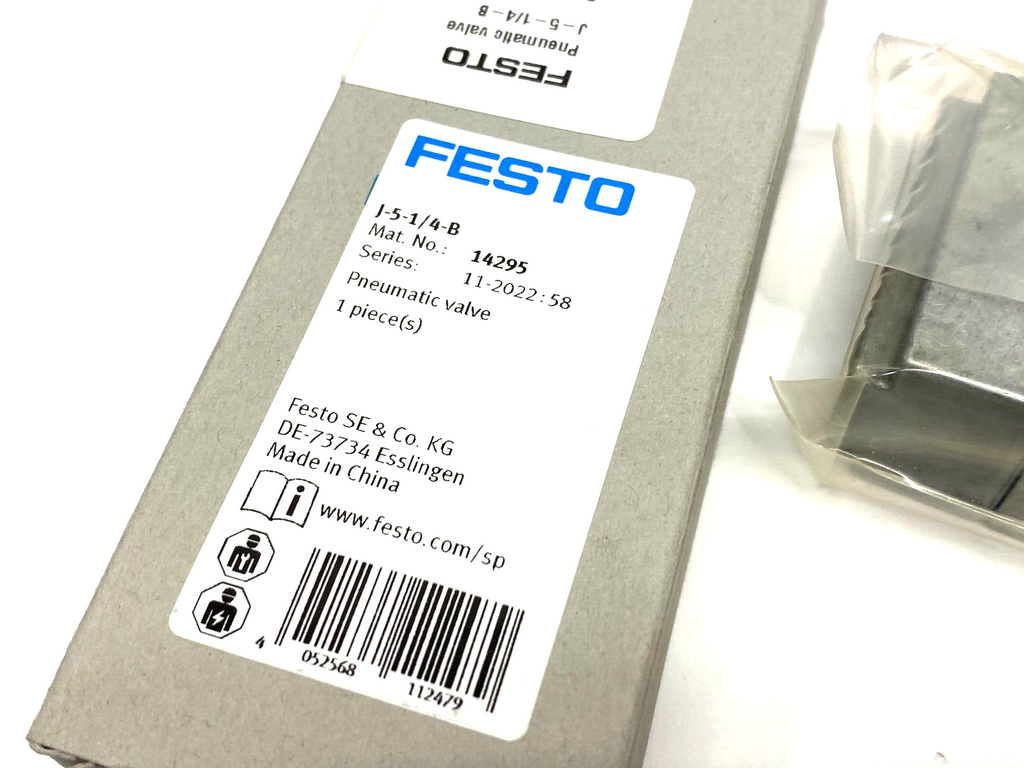 J-5-1/4-B
Pneumatic valve
FESTO
FESTO
J-5-1/4-B
Mat. No.: 14295
Series: 11-2022:58
Pneumatic valve
1 piece(s)
Festo SE & Co. KG
DE-73734 Esslingen
Made in China
www.festo.com/sp
4 052568 112479